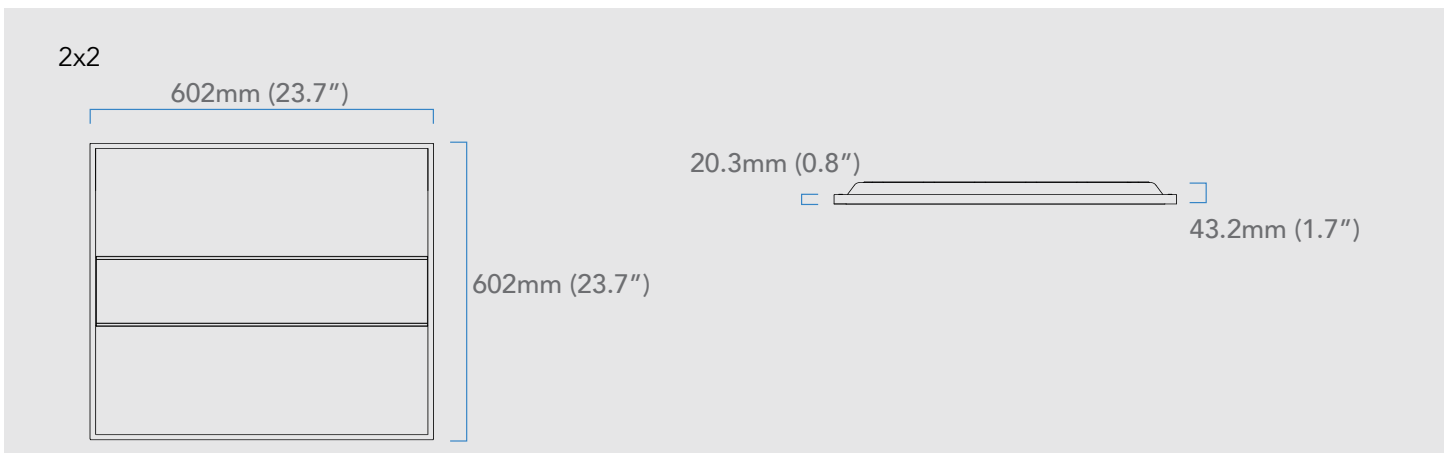 2x2
602mm (23.7″)
602mm (23.7″)
20.3mm (0.8″)
43.2mm (1.7″)